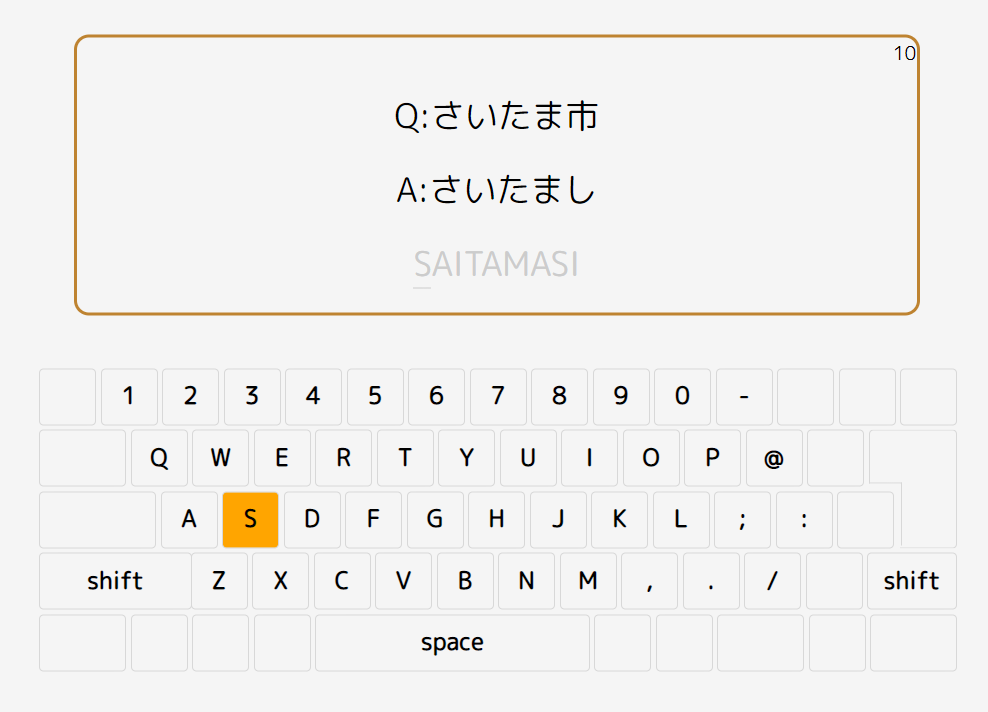 10
Q:さいたま市
A:さいたまし
SAITAMASI
1 2 3 4 5 6 7 8 9 0 -
Q W E R T Y U I O P @
A S D F G H J K L ; :
shift Z X C V B N M , . / shift
space